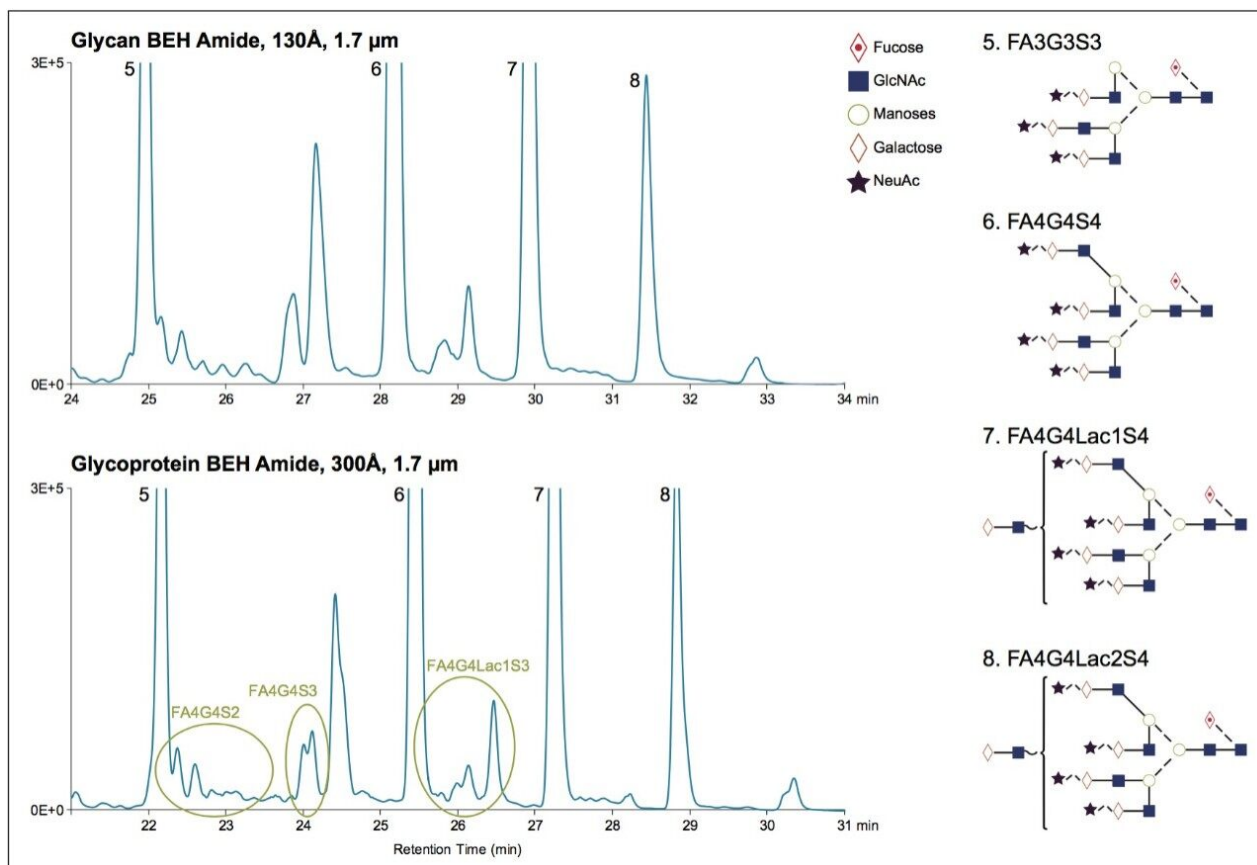 Glycan BEH Amide, 130Å, 1.7 µm
3E+5
5
6
7
8
0E+0
24 25 26 27 28 29 30 31 32 33 34 min
Glycoprotein BEH Amide, 300Å, 1.7 µm
3E+5
5
6
7
8
FA4G4Lac1S3
FA4G4S3
FA4G4S2
0E+0
22 23 24 25 26 27 28 29 30 31 min
Retention Time (min)
Fucose
GlcNAc
Manoses
Galactose
NeuAc
5. FA3G3S3
6. FA4G4S4
7. FA4G4Lac1S4
8. FA4G4Lac2S4